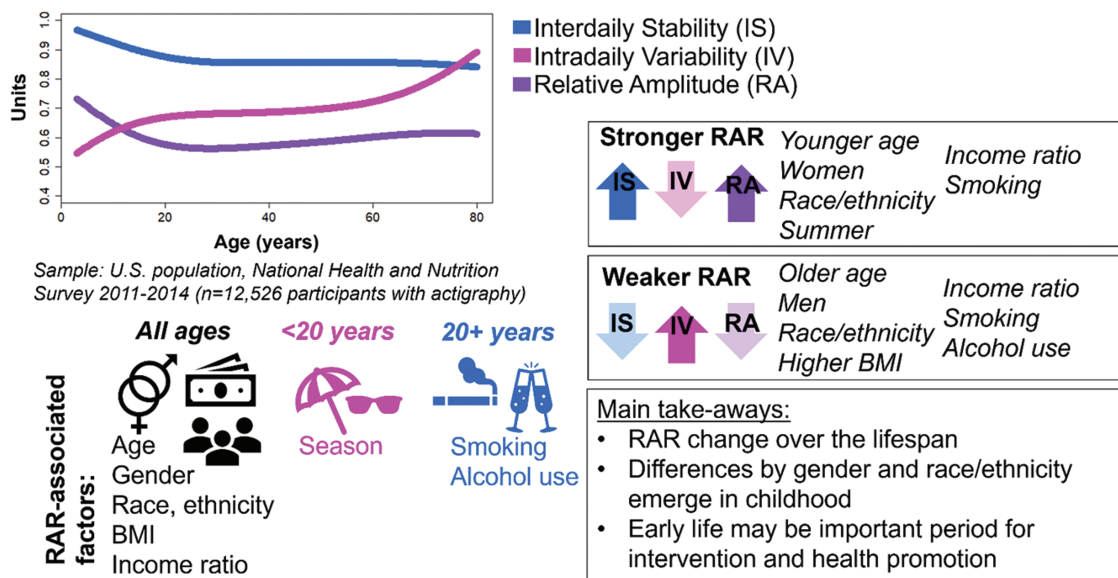 Units
1.0
0.9
0.8
0.7
0.6
0.5
0.4
0
20
40
60
80
Age (years)
Interdaily Stability (IS)
Intradaily Variability (IV)
Relative Amplitude (RA)
Sample: U.S. population, National Health and Nutrition
Survey 2011-2014 (n=12,526 participants with actigraphy)
RAR-associated
factors:
All ages
Age
Gender
Race, ethnicity
BMI
Income ratio
<20 years
Season
20+ years
Smoking
Alcohol use
Stronger RAR
IS
IV
RA
Younger age
Women
Race/ethnicity
Summer
Income ratio
Smoking
Weaker RAR
IS
IV
RA
Older age
Men
Race/ethnicity
Higher BMI
Income ratio
Smoking
Alcohol use
Main take-aways:
• RAR change over the lifespan
• Differences by gender and race/ethnicity
emerge in childhood
• Early life may be important period for
intervention and health promotion